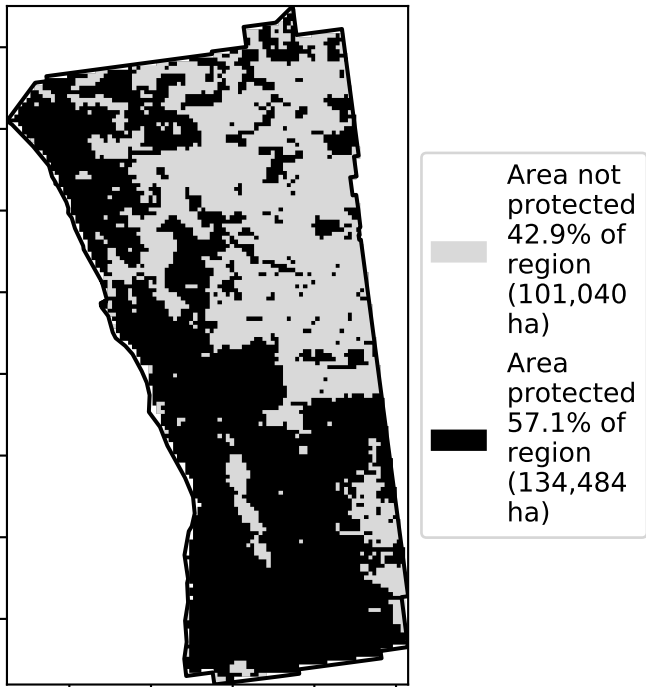 Area not
protected
42.9% of
region
(101,040
ha)
Area
protected
57.1% of
region
(134,484
ha)